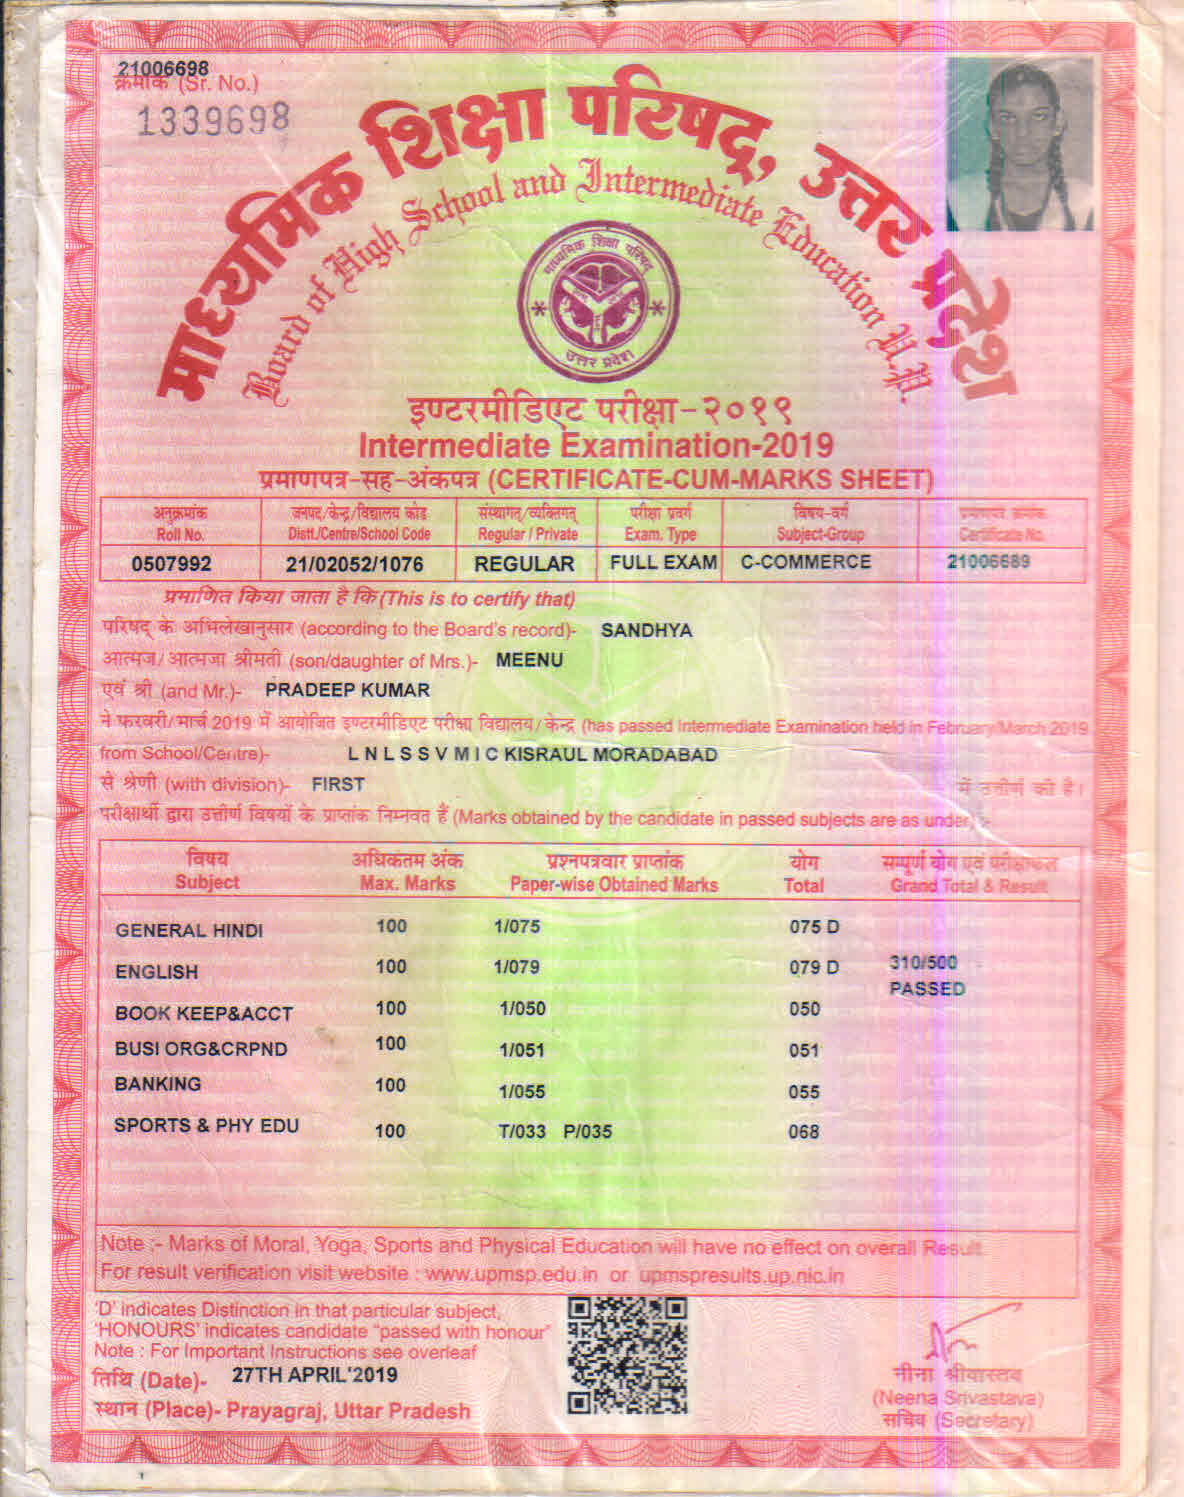 21006698
क्रमांक (Sr. No.)
1339698
माध्यमिक शिक्षा परिषद्, उत्तर प्रदेश
Board of High School and Intermediate Education U.P.
माध्यमिक शिक्षा परिषद्
उत्तर प्रदेश
इण्टरमीडिएट परीक्षा-२०१९
Intermediate Examination-2019
प्रमाणपत्र-सह-अंकपत्र (CERTIFICATE-CUM-MARKS SHEET)
अनुक्रमांक जनपद/केन्द्र/विद्यालय कोड संस्थागत/व्यक्तिगत परीक्षा प्रवर्ग विषय-वर्ग प्रमाणपत्र क्रमांक
Roll No. Distt./Centre/School Code Regular / Private Exam. Type Subject-Group Certificate No.
0507992 21/02052/1076 REGULAR FULL EXAM C-COMMERCE 21006689
प्रमाणित किया जाता है कि (This is to certify that)
परिषद् के अभिलेखानुसार (according to the Board's record)- SANDHYA
आत्मज/आत्मजा श्रीमती (son/daughter of Mrs.)- MEENU
एवं श्री (and Mr.)- PRADEEP KUMAR
ने फरवरी/मार्च 2019 में आयोजित इण्टरमीडिएट परीक्षा विद्यालय/केन्द्र (has passed Intermediate Examination held in February/March 2019
from School/Centre)- L N L S S V M I C KISRAUL MORADABAD
से श्रेणी (with division)- FIRST में उत्तीर्ण की है।
परीक्षार्थी द्वारा उत्तीर्ण विषयों के प्राप्तांक निम्नवत हैं (Marks obtained by the candidate in passed subjects are as under) :-
विषय अधिकतम अंक प्रश्नपत्रवार प्राप्तांक योग सम्पूर्ण योग एवं परीक्षाफल
Subject Max. Marks Paper-wise Obtained Marks Total Grand Total & Result
GENERAL HINDI 100 1/075 075 D
ENGLISH 100 1/079 079 D 310/500
PASSED
BOOK KEEP&ACCT 100 1/050 050
BUSI ORG&CRPND 100 1/051 051
BANKING 100 1/055 055
SPORTS & PHY EDU 100 T/033 P/035 068
Note :- Marks of Moral, Yoga, Sports and Physical Education will have no effect on overall Result.
For result verification visit website : www.upmsp.edu.in or upmspresults.up.nic.in
'D' indicates Distinction in that particular subject,
'HONOURS' indicates candidate "passed with honour"
Note : For Important Instructions see overleaf
तिथि (Date)- 27TH APRIL'2019
स्थान (Place)- Prayagraj, Uttar Pradesh
नीना श्रीवास्तव
(Neena Srivastava)
सचिव (Secretary)